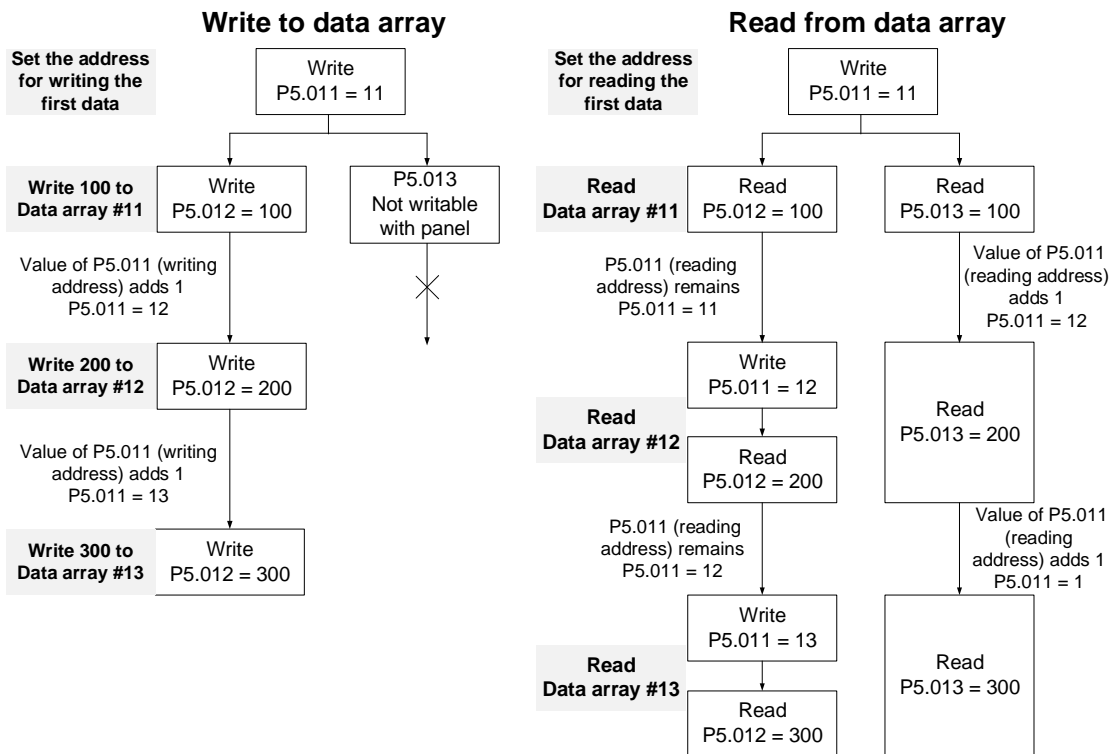 Write to data array
Set the address
for writing the
first data
Write
P5.011 = 11
Write 100 to
Data array #11
Write
P5.012 = 100
P5.013
Not writable
with panel
Value of P5.011 (writing
address) adds 1
P5.011 = 12
Write 200 to
Data array #12
Write
P5.012 = 200
Value of P5.011 (writing
address) adds 1
P5.011 = 13
Write 300 to
Data array #13
Write
P5.012 = 300
Read from data array
Set the address
for reading the
first data
Write
P5.011 = 11
Read
Data array #11
Read
P5.012 = 100
Read
P5.013 = 100
P5.011 (reading
address) remains
P5.011 = 11
Value of P5.011
(reading address)
adds 1
P5.011 = 12
Read
Data array #12
Write
P5.011 = 12
Read
P5.012 = 200
Read
P5.013 = 200
P5.011 (reading
address) remains
P5.011 = 12
Value of P5.011
(reading
address) adds 1
P5.011 = 1
Read
Data array #13
Write
P5.011 = 13
Read
P5.012 = 300
Read
P5.013 = 300